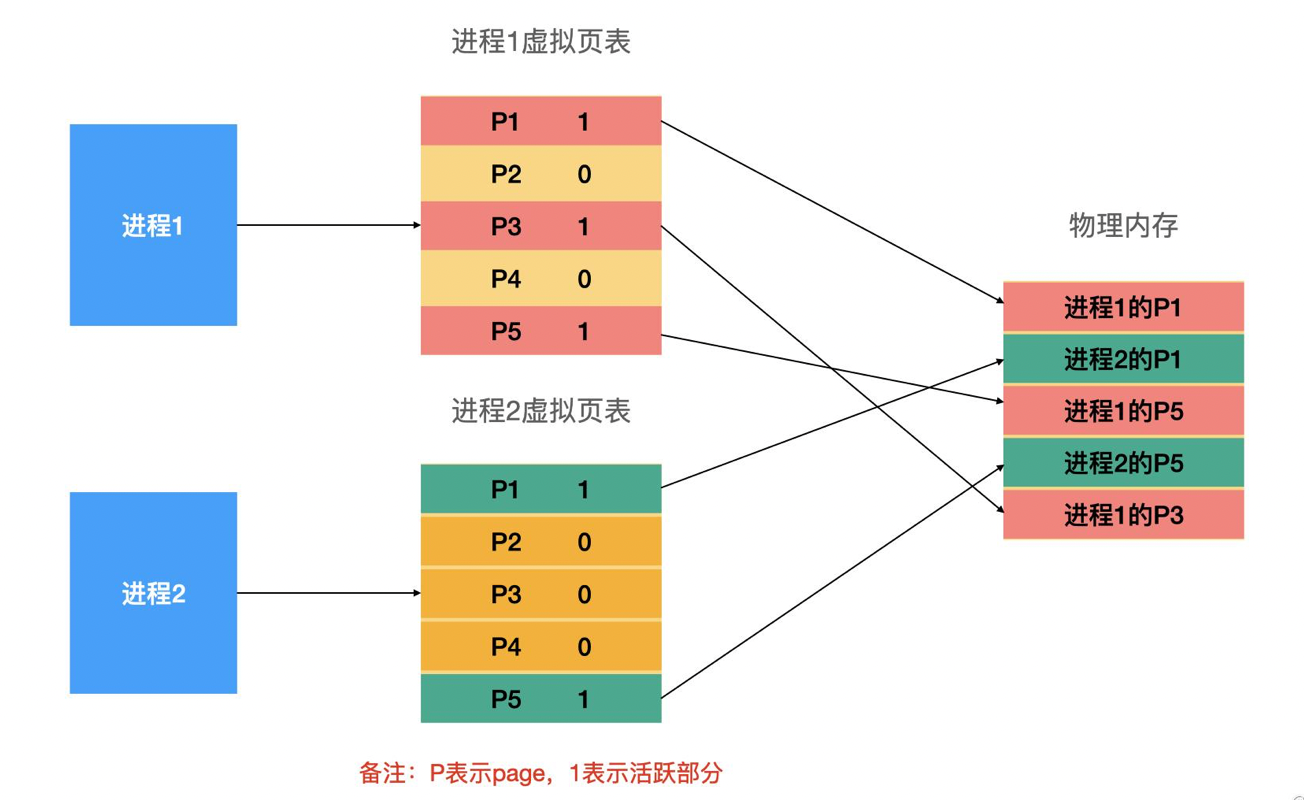 进程1虚拟页表
进程1
P1 1
P2 0
P3 1
P4 0
P5 1
进程2虚拟页表
进程2
P1 1
P2 0
P3 0
P4 0
P5 1
物理内存
进程1的P1
进程2的P1
进程1的P5
进程2的P5
进程1的P3
备注：P表示page，1表示活跃部分